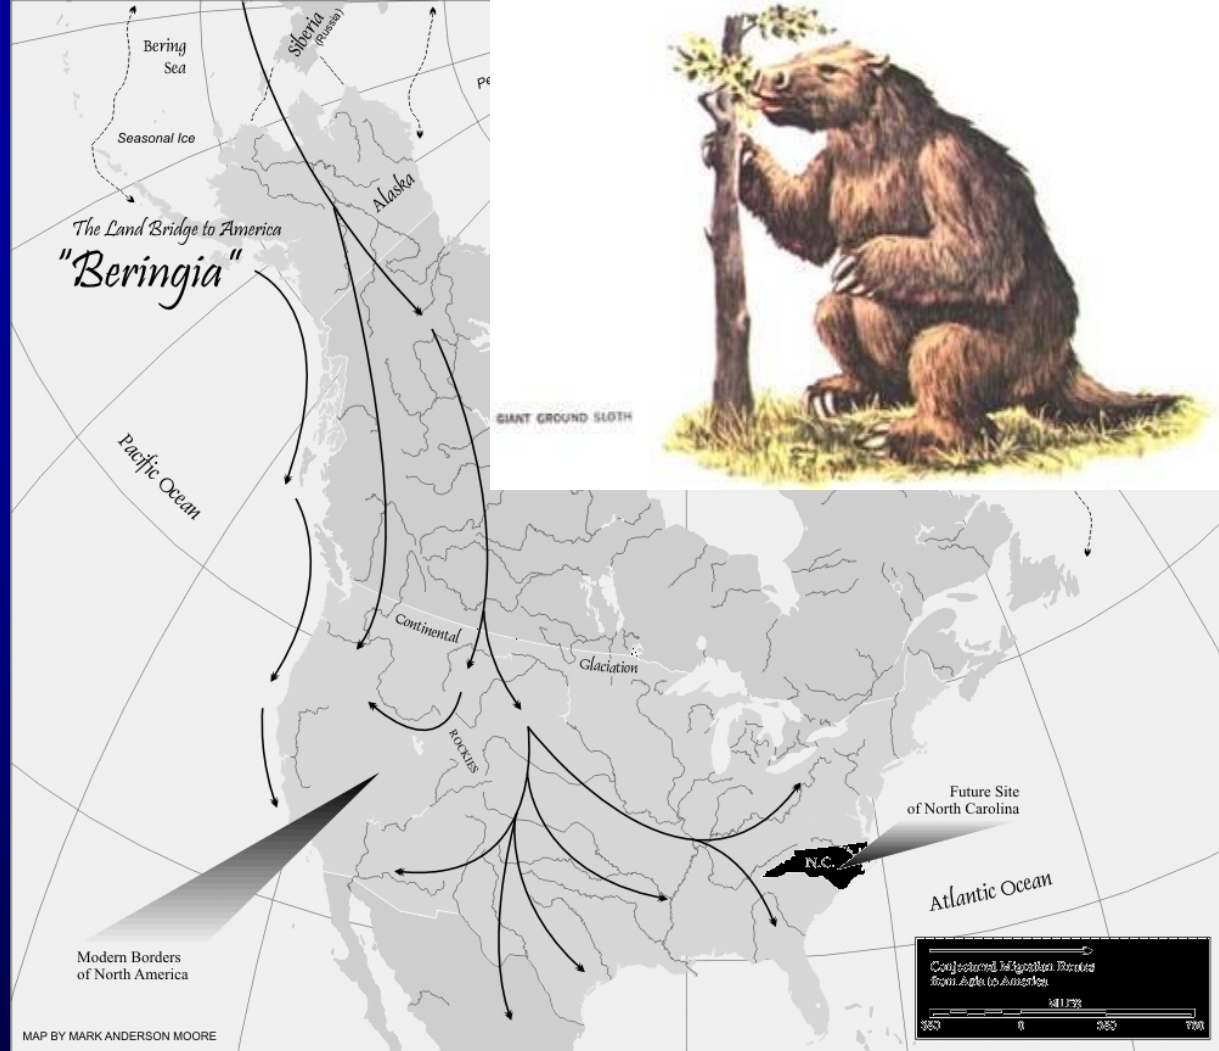 Bering
Sea
Siberia
(Russia)
Seasonal Ice
Alaska
The Land Bridge to America
"Beringia"
GIANT GROUND SLOTH
Pacific Ocean
Continental
Glaciation
ROCKIES
Future Site
of North Carolina
N.C.
Atlantic Ocean
Modern Borders
of North America
Conjectured Migration Routes
from Asia to America
MILES
0
MAP BY MARK ANDERSON MOORE